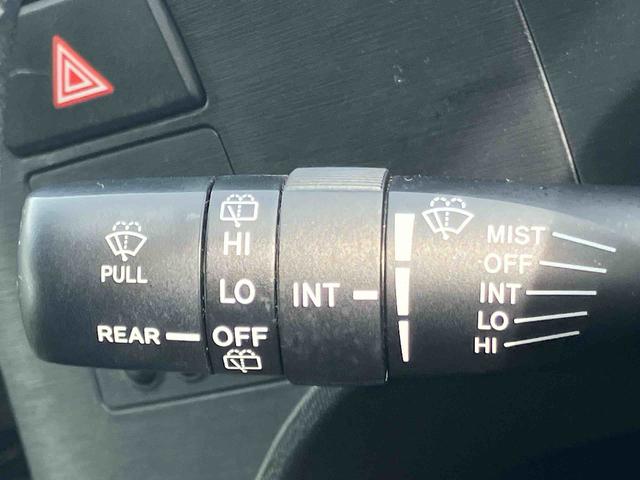 PULL
REAR
HI
LO
OFF
INT
MIST
OFF
INT
LO
HI